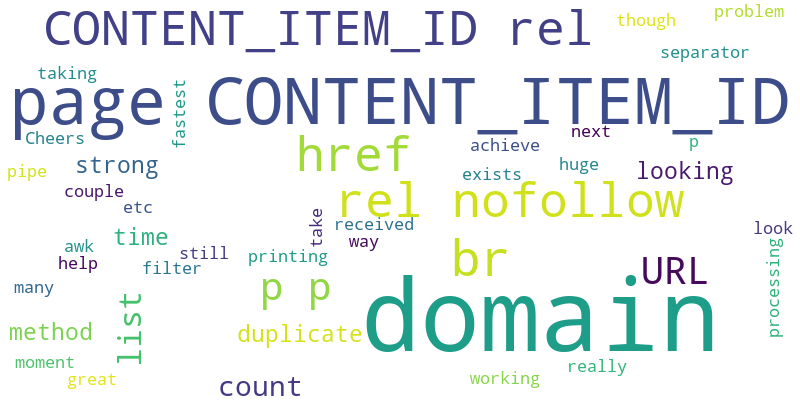 CONTENT_ITEM_ID rel
though
problem
separator
taking
page
CONTENT_ITEM_ID
fastest
Cheers
next
p
achieve
href
pipe
strong
exists
huge
looking
couple
rel nofollow
etc
take
received
look
time
way
awk
still
br
printing
help
filter
URL
processing
many
p p
domain
list
method
duplicate
moment
really
great
count
working